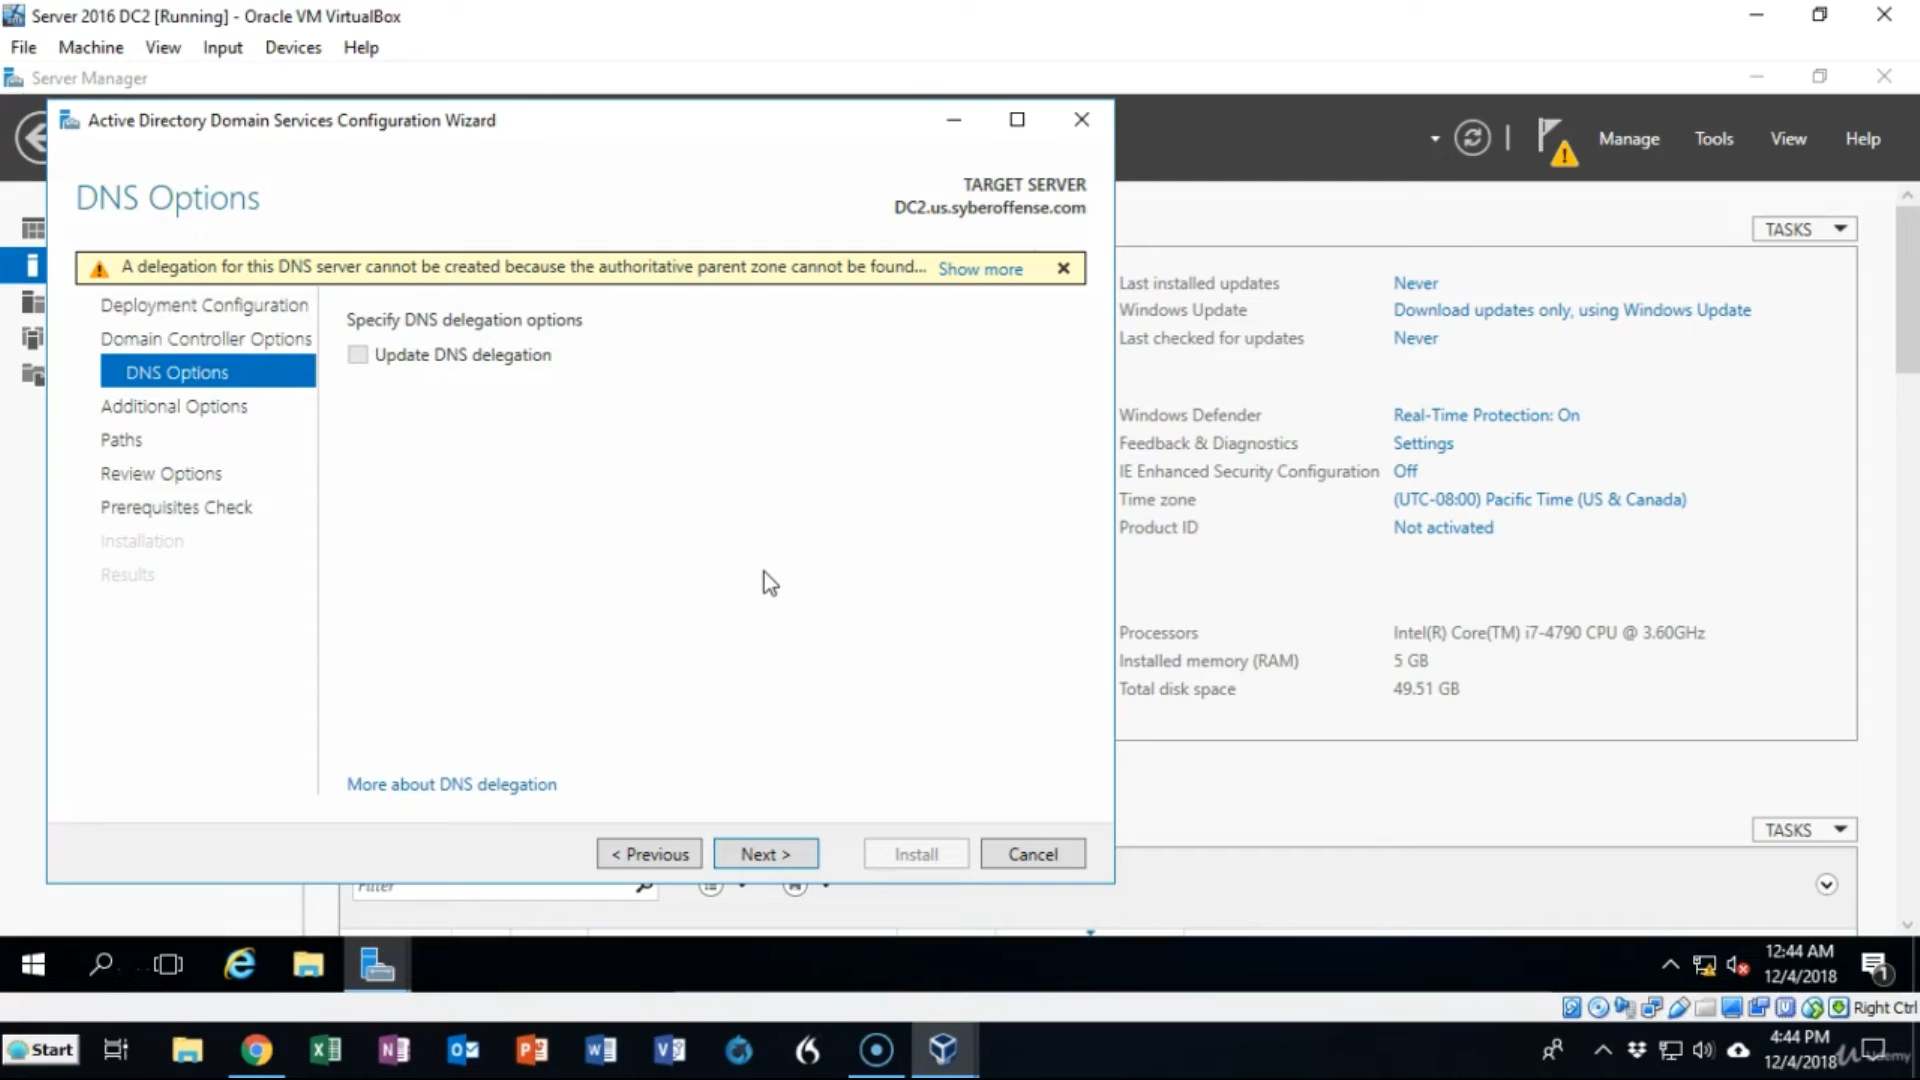 Server 2016 DC2 [Running] - Oracle VM VirtualBox
File Machine View Input Devices Help
Server Manager
Active Directory Domain Services Configuration Wizard
Manage Tools View Help
DNS Options
TARGET SERVER
DC2.us.syberoffense.com
A delegation for this DNS server cannot be created because the authoritative parent zone cannot be found... Show more
Deployment Configuration
Domain Controller Options
DNS Options
Additional Options
Paths
Review Options
Prerequisites Check
Installation
Results
Specify DNS delegation options
Update DNS delegation
More about DNS delegation
< Previous Next > Install Cancel
TASKS
Last installed updates Never
Windows Update Download updates only, using Windows Update
Last checked for updates Never
Windows Defender Real-Time Protection: On
Feedback & Diagnostics Settings
IE Enhanced Security Configuration Off
Time zone (UTC-08:00) Pacific Time (US & Canada)
Product ID Not activated
Processors Intel(R) Core(TM) i7-4790 CPU @ 3.60GHz
Installed memory (RAM) 5 GB
Total disk space 49.51 GB
TASKS
Filter
12:44 AM
12/4/2018
1
Right Ctrl
Start
4:44 PM
12/4/2018
Udemy